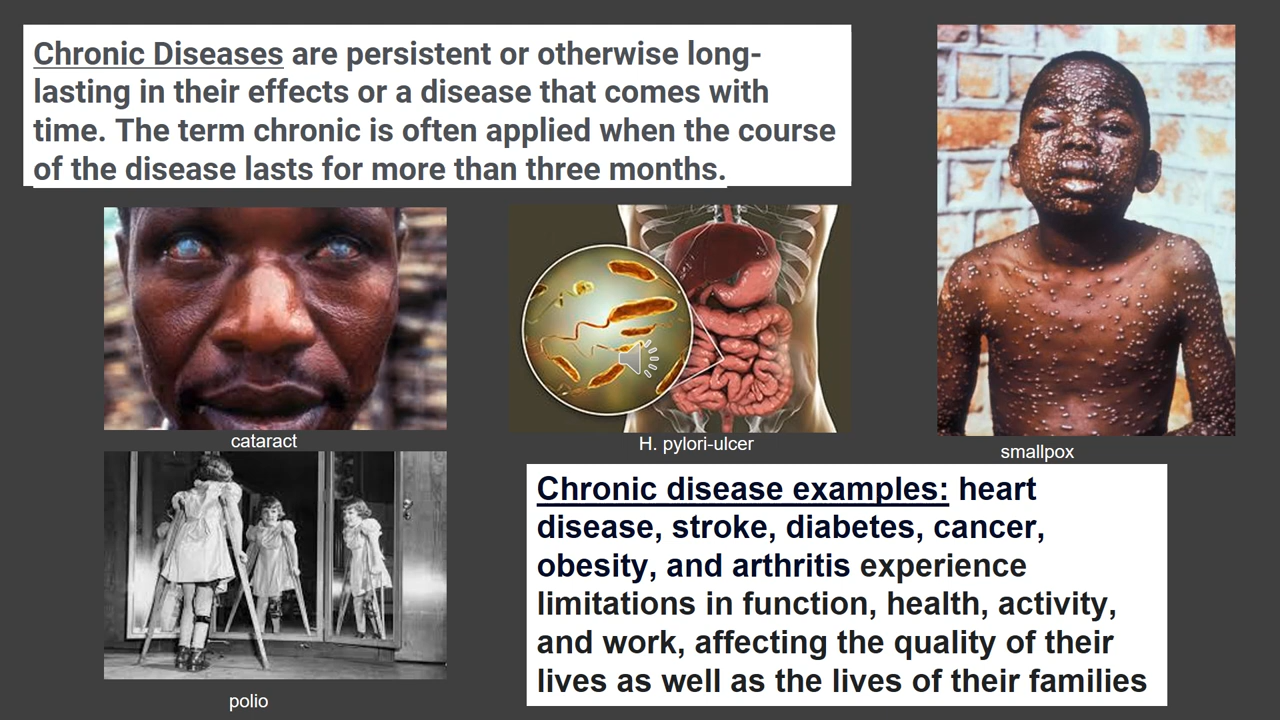 Chronic Diseases are persistent or otherwise long-
lasting in their effects or a disease that comes with
time. The term chronic is often applied when the course
of the disease lasts for more than three months.
cataract
H. pylori-ulcer
smallpox
polio
Chronic disease examples: heart
disease, stroke, diabetes, cancer,
obesity, and arthritis experience
limitations in function, health, activity,
and work, affecting the quality of their
lives as well as the lives of their families